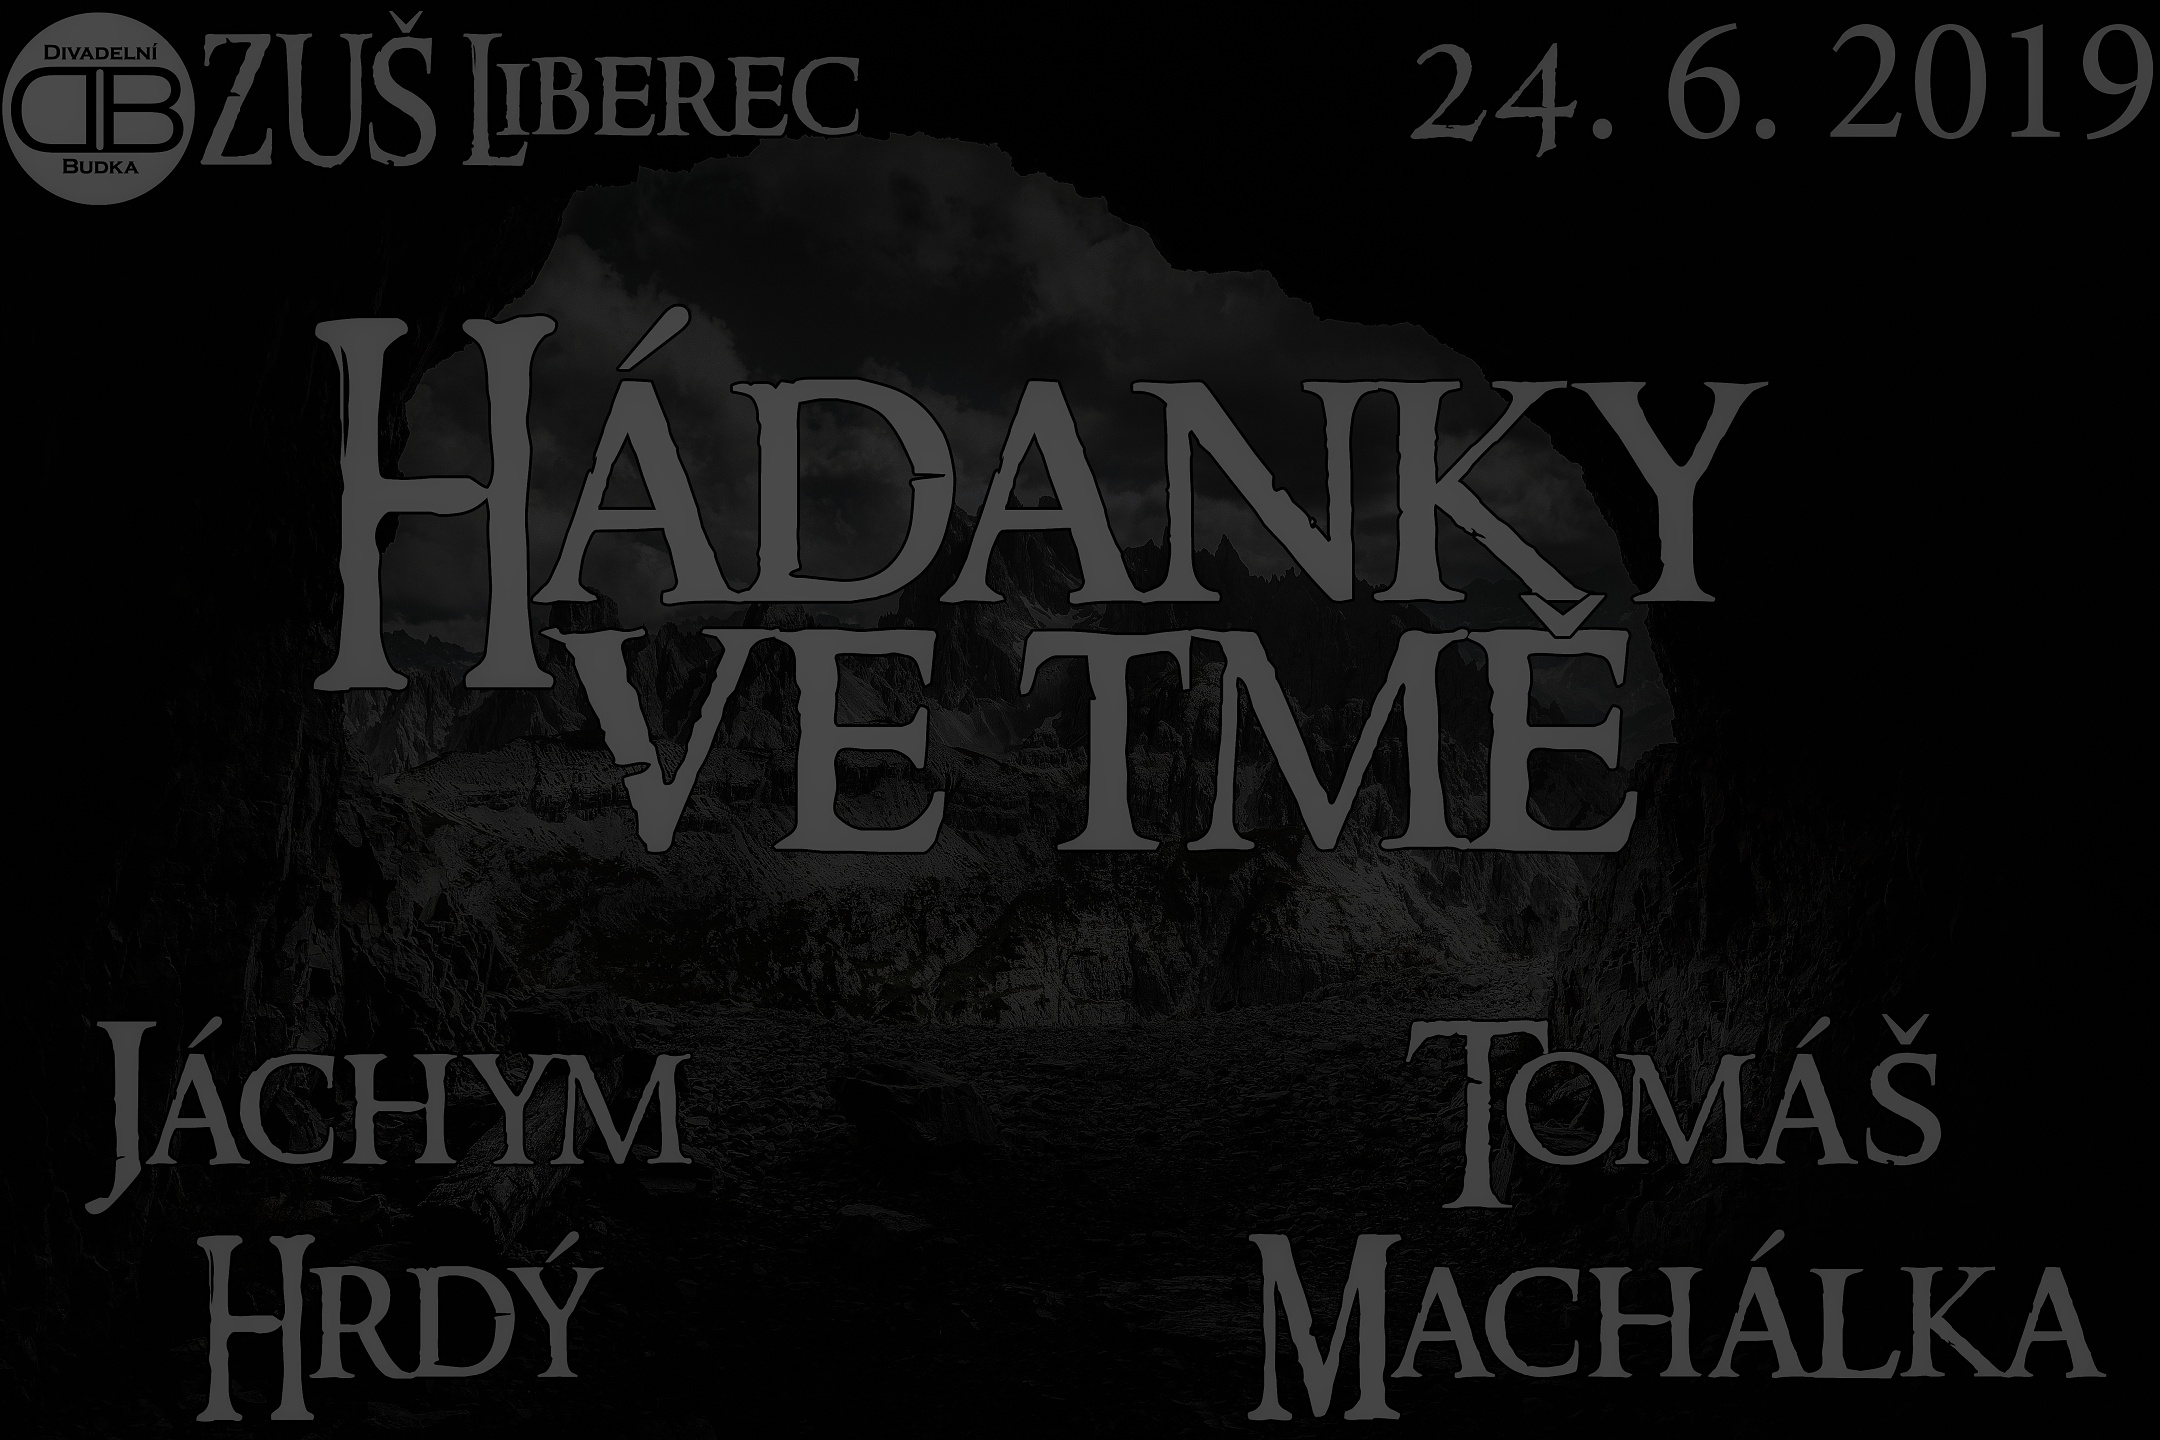 Divadelní
DB
Budka
ZUŠ Liberec
24. 6. 2019
Hádanky
ve tmě
Jáchym
Hrdý
Tomáš
Machálka